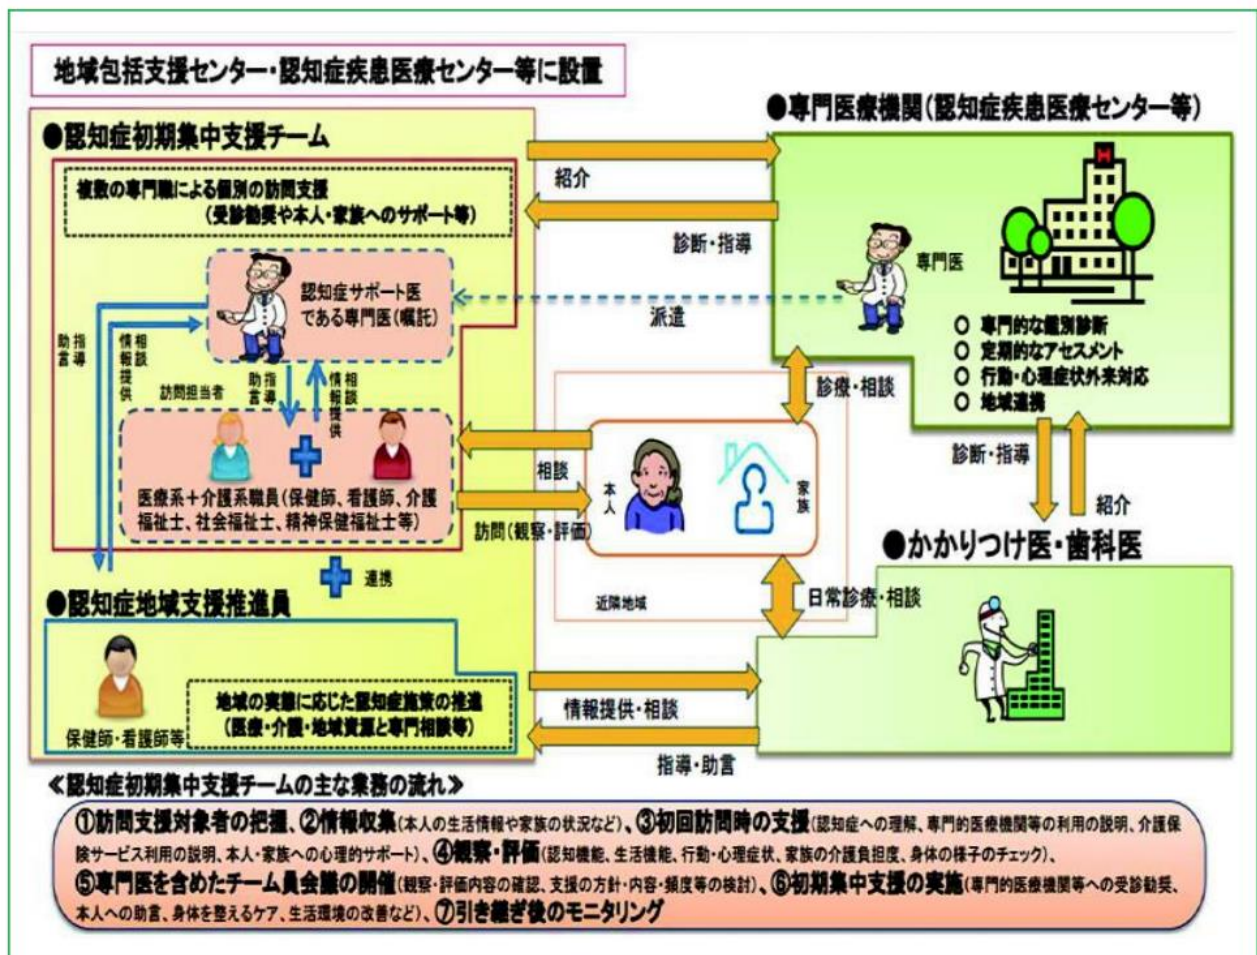 地域包括支援センター・認知症疾患医療センター等に設置
●専門医療機関(認知症疾患医療センター等)
●認知症初期集中支援チーム
複数の専門職による個別の訪問支援
(受診勧奨や本人・家族へのサポート等)
紹介
診断・指導
派遣
専門医
認知症サポート医
である専門医(嘱託)
○ 専門的な鑑別診断
○ 定期的なアセスメント
○ 行動・心理症状外来対応
○ 地域連携
指導
助言
相談
情報提供
訪問担当者
指導
助言
相談
情報提供
医療系+介護系職員(保健師、看護師、介護
福祉士、社会福祉士、精神保健福祉士等)
相談
訪問(観察・評価)
診療・相談
本人
家族
近隣地域
診断・指導
紹介
●かかりつけ医・歯科医
日常診療・相談
連携
●認知症地域支援推進員
地域の実態に応じた認知症施策の推進
(医療・介護・地域資源と専門相談等)
保健師・看護師等
情報提供・相談
指導・助言
≪認知症初期集中支援チームの主な業務の流れ≫
①訪問支援対象者の把握、②情報収集(本人の生活情報や家族の状況など)、③初回訪問時の支援(認知症への理解、専門的医療機関等の利用の説明、介護保
険サービス利用の説明、本人・家族への心理的サポート)、④観察・評価(認知機能、生活機能、行動・心理症状、家族の介護負担度、身体の様子のチェック)、
⑤専門医を含めたチーム員会議の開催(観察・評価内容の確認、支援の方針・内容・頻度等の検討)、⑥初期集中支援の実施(専門的医療機関等への受診勧奨、
本人への助言、身体を整えるケア、生活環境の改善など)、⑦引き継ぎ後のモニタリング
H